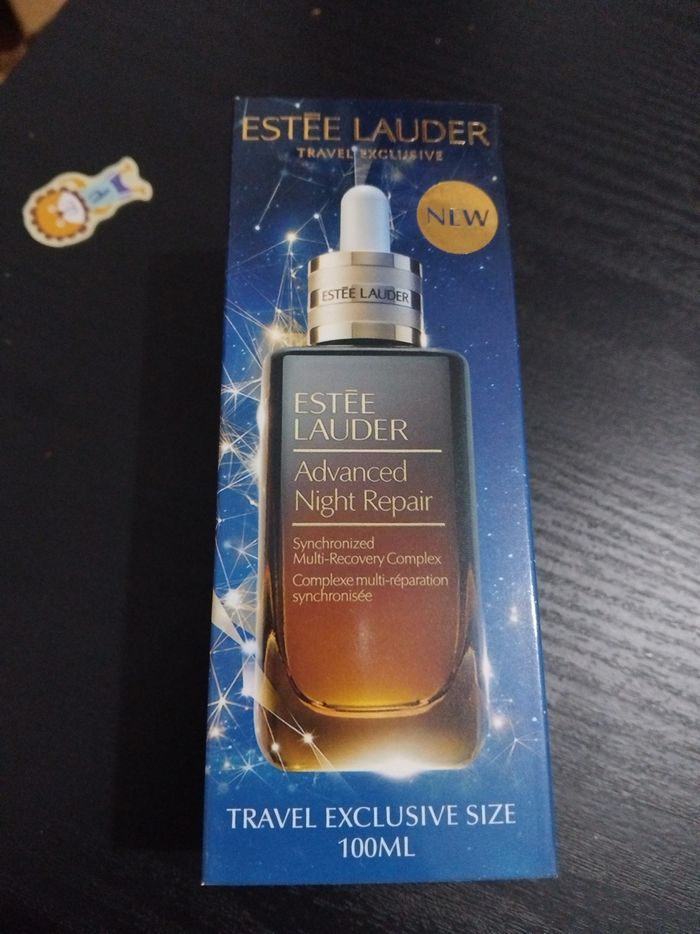 ESTĒE LAUDER
TRAVEL EXCLUSIVE
NEW
ESTĒE LAUDER
ESTĒE
LAUDER
Advanced
Night Repair
Synchronized
Multi-Recovery Complex
Complexe multi-réparation
synchronisée
TRAVEL EXCLUSIVE SIZE
100ML